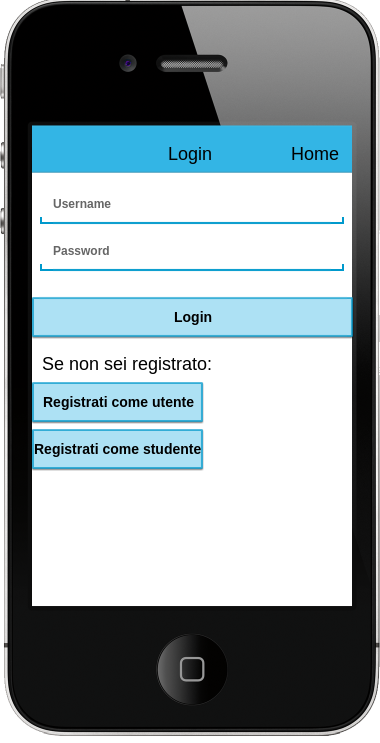 Login Home
Username
Password
Login
Se non sei registrato:
Registrati come utente
Registrati come studente